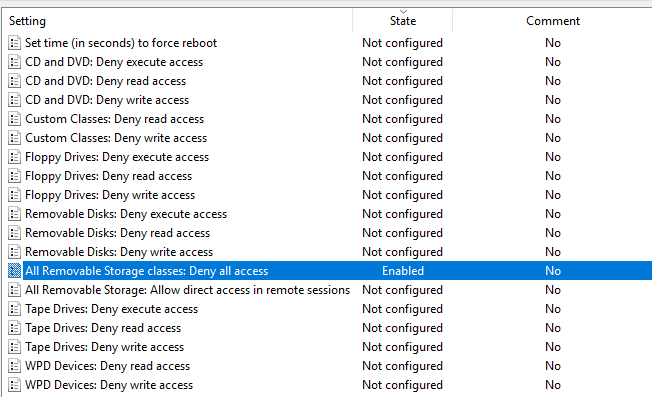 Setting State Comment
Set time (in seconds) to force reboot Not configured No
CD and DVD: Deny execute access Not configured No
CD and DVD: Deny read access Not configured No
CD and DVD: Deny write access Not configured No
Custom Classes: Deny read access Not configured No
Custom Classes: Deny write access Not configured No
Floppy Drives: Deny execute access Not configured No
Floppy Drives: Deny read access Not configured No
Floppy Drives: Deny write access Not configured No
Removable Disks: Deny execute access Not configured No
Removable Disks: Deny read access Not configured No
Removable Disks: Deny write access Not configured No
All Removable Storage classes: Deny all access Enabled No
All Removable Storage: Allow direct access in remote sessions Not configured No
Tape Drives: Deny execute access Not configured No
Tape Drives: Deny read access Not configured No
Tape Drives: Deny write access Not configured No
WPD Devices: Deny read access Not configured No
WPD Devices: Deny write access Not configured No